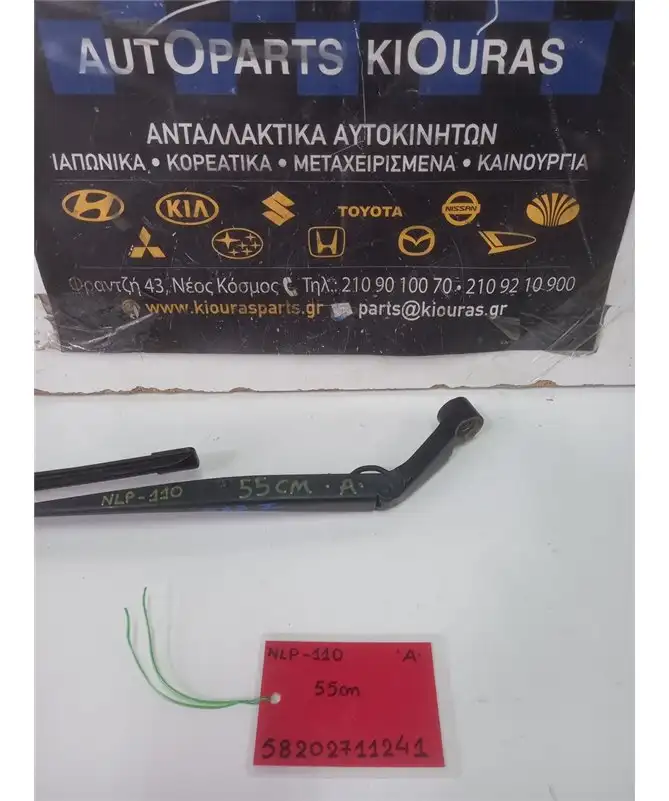 AUTOPARTS KIOURAS
ΑΝΤΑΛΛΑΚΤΙΚΑ ΑΥΤΟΚΙΝΗΤΩΝ
ΙΑΠΩΝΙΚΑ • ΚΟΡΕΑΤΙΚΑ • ΜΕΤΑΧΕΙΡΙΣΜΕΝΑ • ΚΑΙΝΟΥΡΓΙΑ
KIA TOYOTA NISSAN
Φραντζή 43, Νέος Κόσμος Τηλ.: 210 90 100 70 • 210 92 10 900
www.kiourasparts.gr parts@kiouras.gr
NLP-110 55CM ·A·
NLP-110 'A'
55cm
58202711241